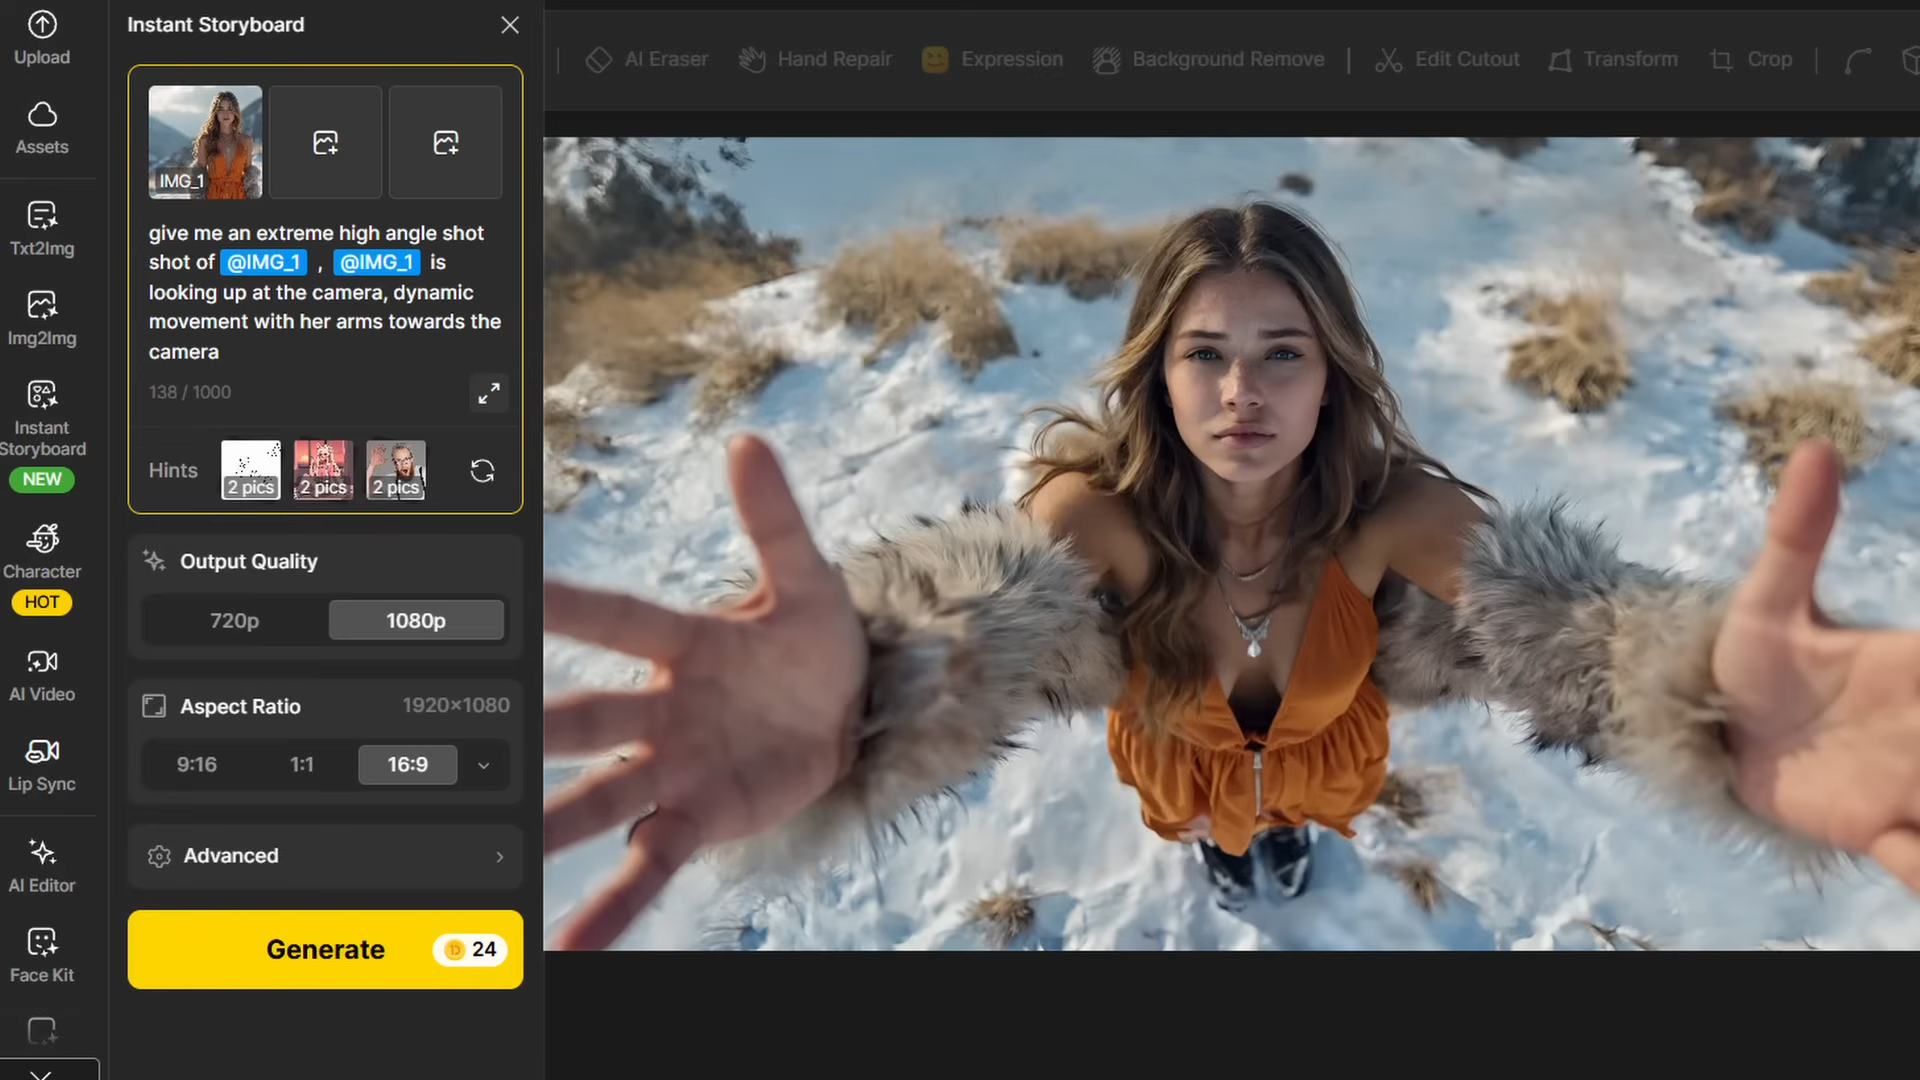 Upload
Assets
Txt2Img
Img2Img
Instant
Storyboard
NEW
Character
HOT
AI Video
Lip Sync
AI Editor
Face Kit
Instant Storyboard
IMG_1
give me an extreme high angle shot
shot of @IMG_1 , @IMG_1 is
looking up at the camera, dynamic
movement with her arms towards the
camera
138 / 1000
Hints 2 pics 2 pics 2 pics
Output Quality
720p 1080p
Aspect Ratio 1920×1080
9:16 1:1 16:9
Advanced
Generate 24
AI Eraser Hand Repair Expression Background Remove Edit Cutout Transform Crop